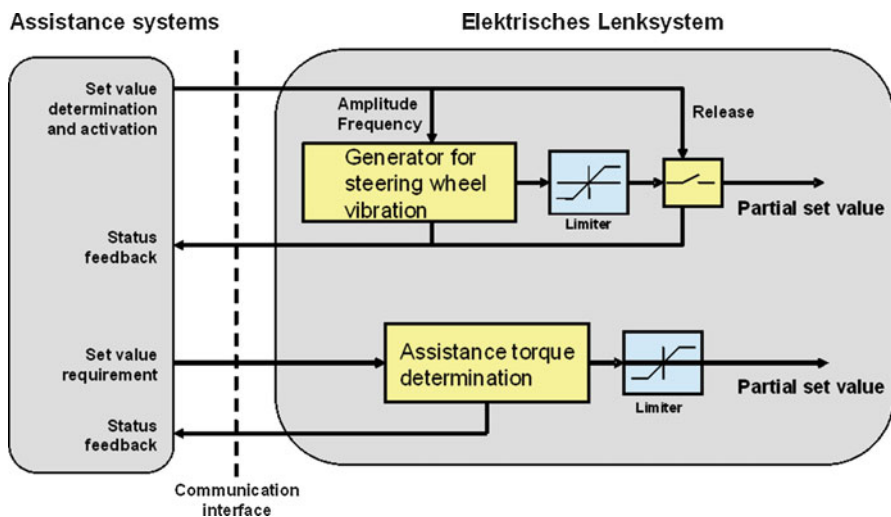 Assistance systems
Elektrisches Lenksystem
Set value
determination
and activation
Amplitude
Frequency
Release
Generator for
steering wheel
vibration
Limiter
Partial set value
Status
feedback
Set value
requirement
Assistance torque
determination
Limiter
Partial set value
Status
feedback
Communication
interface